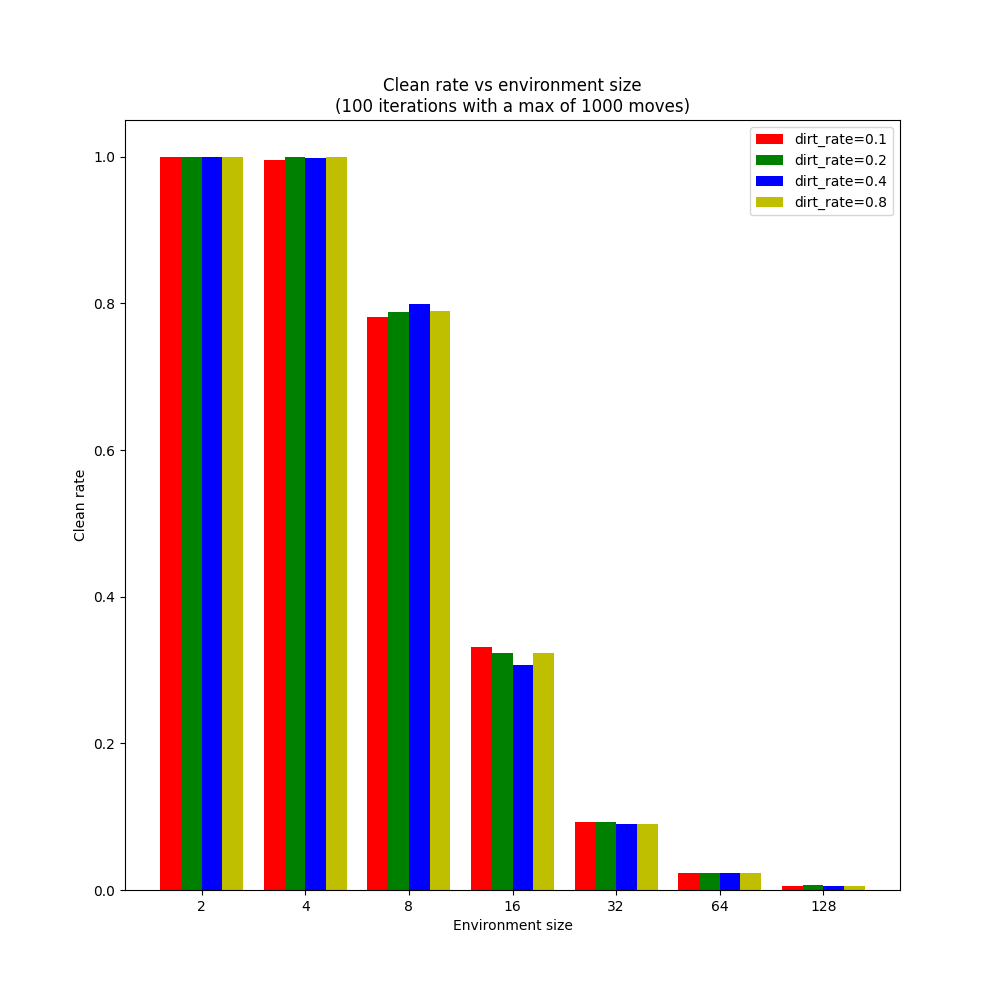 Clean rate vs environment size
(100 iterations with a max of 1000 moves)
dirt_rate=0.1
dirt_rate=0.2
dirt_rate=0.4
dirt_rate=0.8
1.0
0.8
0.6
0.4
0.2
0.0
Clean rate
2 4 8 16 32 64 128
Environment size